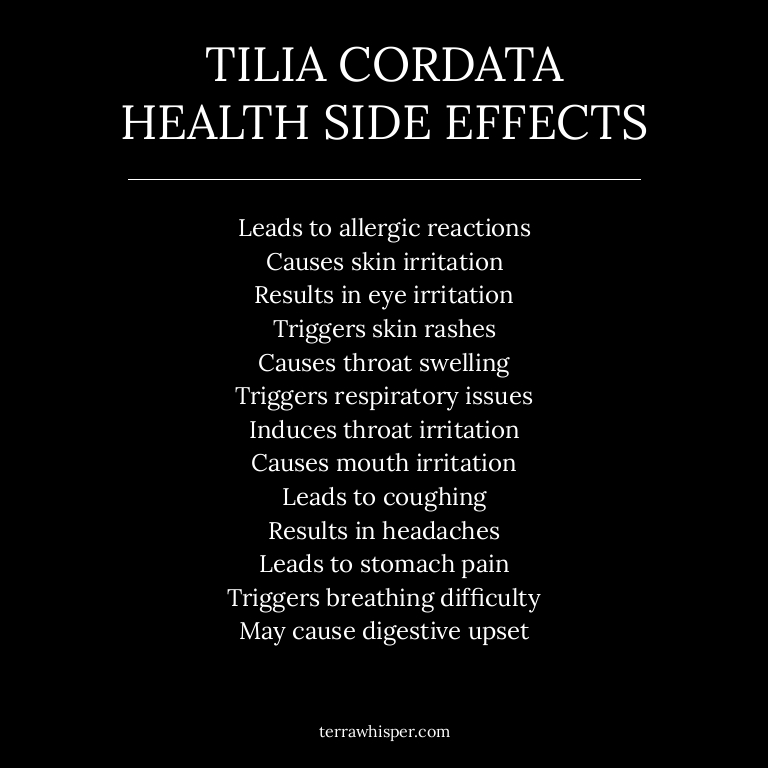 TILIA CORDATA
HEALTH SIDE EFFECTS
Leads to allergic reactions
Causes skin irritation
Results in eye irritation
Triggers skin rashes
Causes throat swelling
Triggers respiratory issues
Induces throat irritation
Causes mouth irritation
Leads to coughing
Results in headaches
Leads to stomach pain
Triggers breathing difficulty
May cause digestive upset
terrawhisper.com